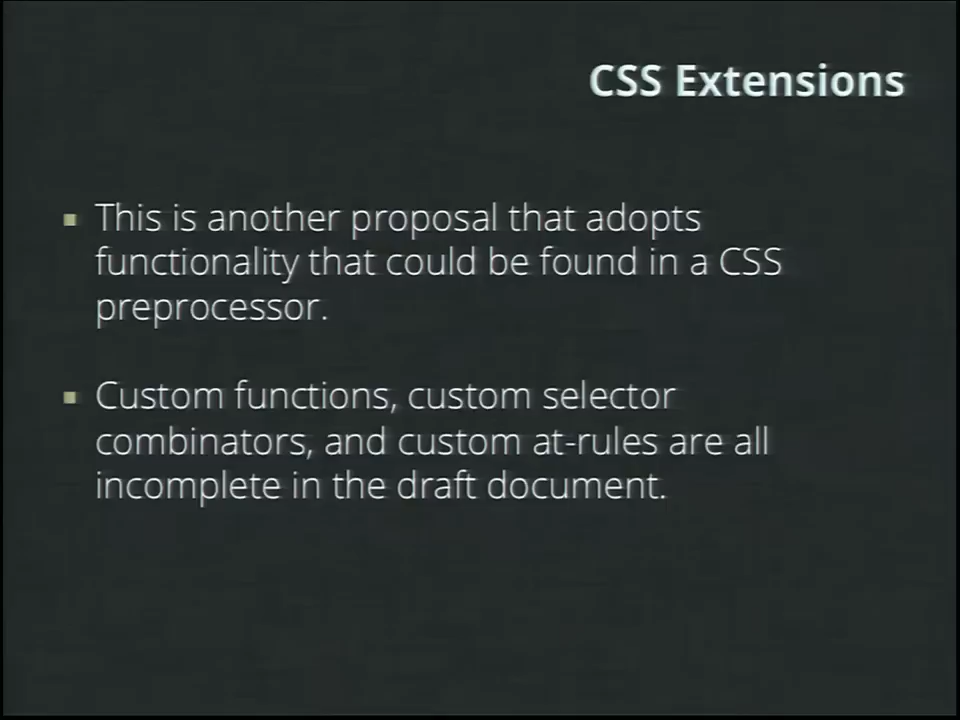 CSS Extensions
This is another proposal that adopts
functionality that could be found in a CSS
preprocessor.
Custom functions, custom selector
combinators, and custom at-rules are all
incomplete in the draft document.